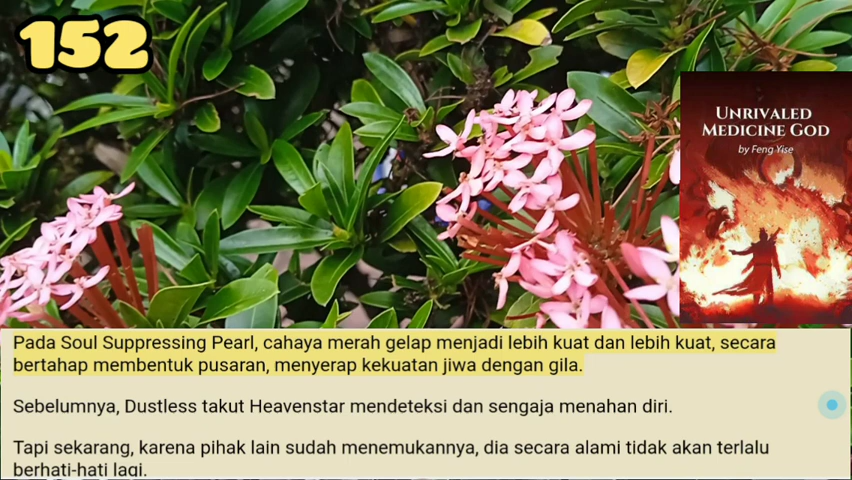 152
UNRIVALED
MEDICINE GOD
by Feng Yise
Pada Soul Suppressing Pearl, cahaya merah gelap menjadi lebih kuat dan lebih kuat, secara
bertahap membentuk pusaran, menyerap kekuatan jiwa dengan gila.
Sebelumnya, Dustless takut Heavenstar mendeteksi dan sengaja menahan diri.
Tapi sekarang, karena pihak lain sudah menemukannya, dia secara alami tidak akan terlalu
berhati-hati lagi.